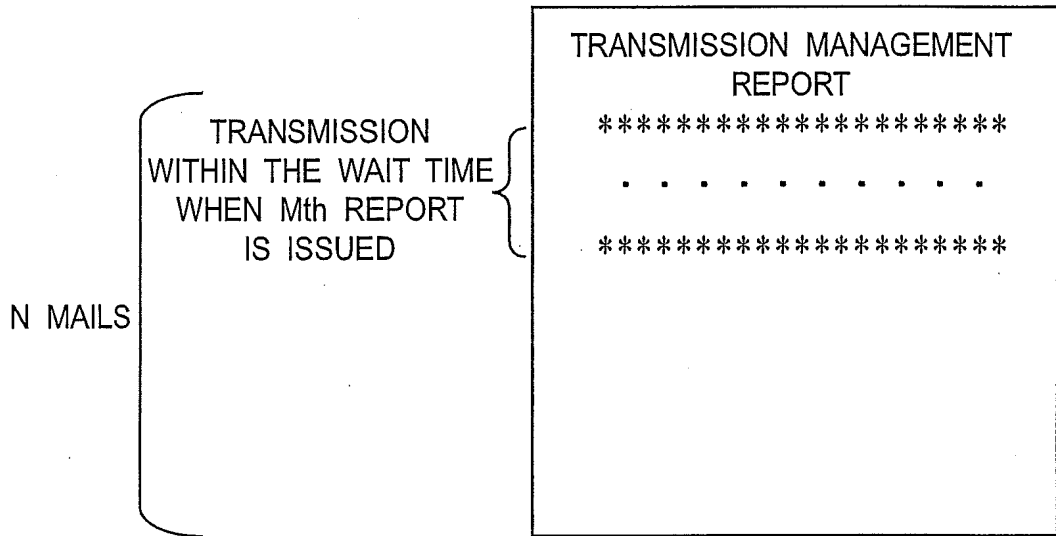 TRANSMISSION MANAGEMENT
REPORT
*********************
. . . . . . . . . . .
*********************
TRANSMISSION
WITHIN THE WAIT TIME
WHEN Mth REPORT
IS ISSUED
N MAILS